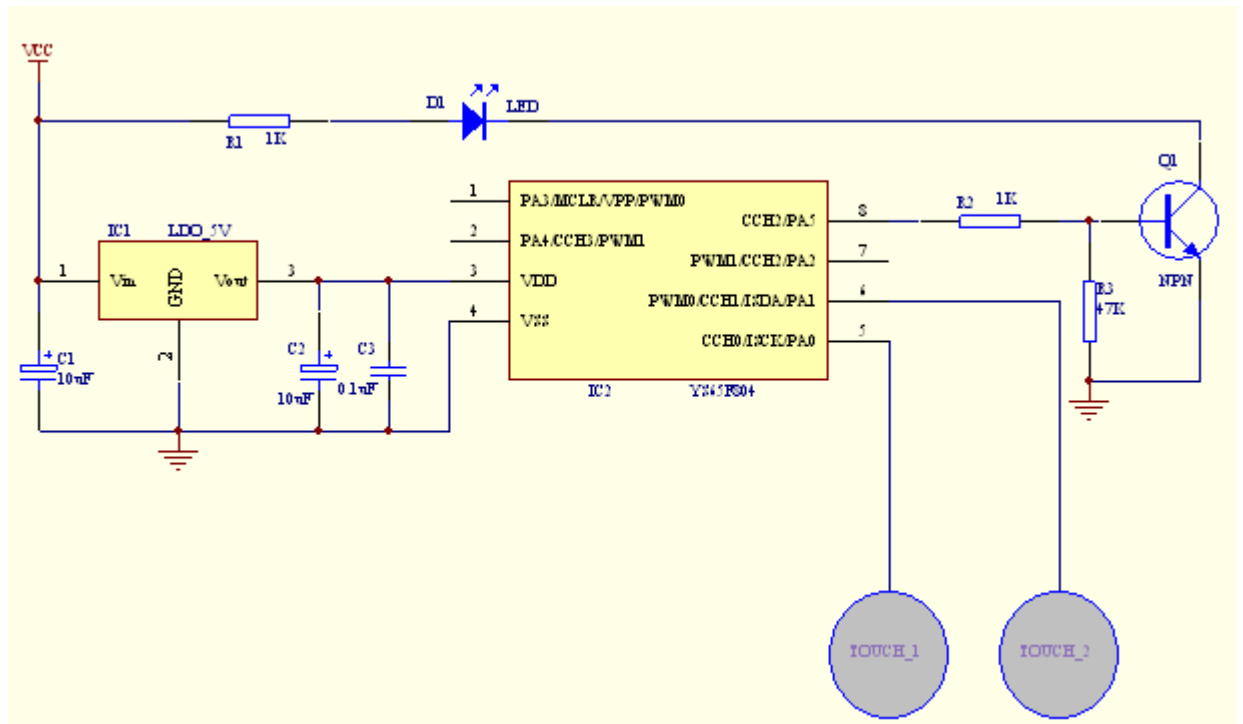 VCC
D1
LED
R1
1K
Q1
1
PA3/MCLR/VPP/PWM0
CCH2/PA5
8
R2
1K
2
PA4/CCH3/PWM1
PWM1/CCH2/PA2
7
NPN
IC1
LDO_5V
1
Vin
GND
Vout
3
3
VDD
PWM0/CCH1/ISDA/PA1
6
R3
47K
4
VSS
CCH0/ISCK/PA0
5
2
+
C1
10uF
C2
+
10uF
C3
0.1uF
IC2
YS65F804
TOUCH_1
TOUCH_2